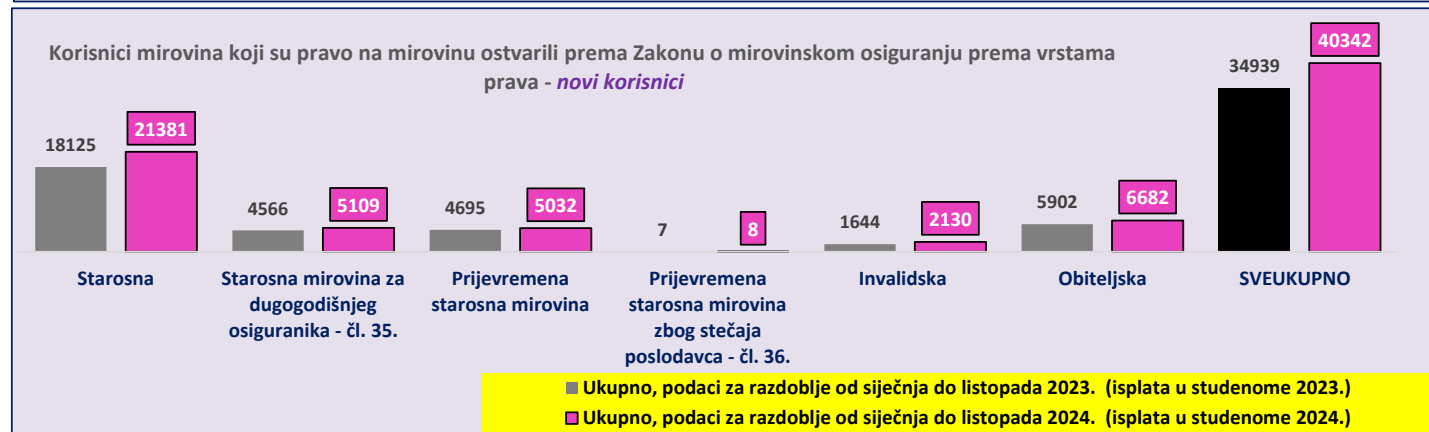 Korisnici mirovina koji su pravo na mirovinu ostvarili prema Zakonu o mirovinskom osiguranju prema vrstama
prava - novi korisnici
18125
21381
4566
5109
4695
5032
7
8
1644
2130
5902
6682
34939
40342
Starosna
Starosna mirovina za
dugogodišnjeg
osiguranika - čl. 35.
Prijevremena
starosna mirovina
Prijevremena
starosna mirovina
zbog stečaja
poslodavca - čl. 36.
Invalidska
Obiteljska
SVEUKUPNO
Ukupno, podaci za razdoblje od siječnja do listopada 2023. (isplata u studenome 2023.)
Ukupno, podaci za razdoblje od siječnja do listopada 2024. (isplata u studenome 2024.)